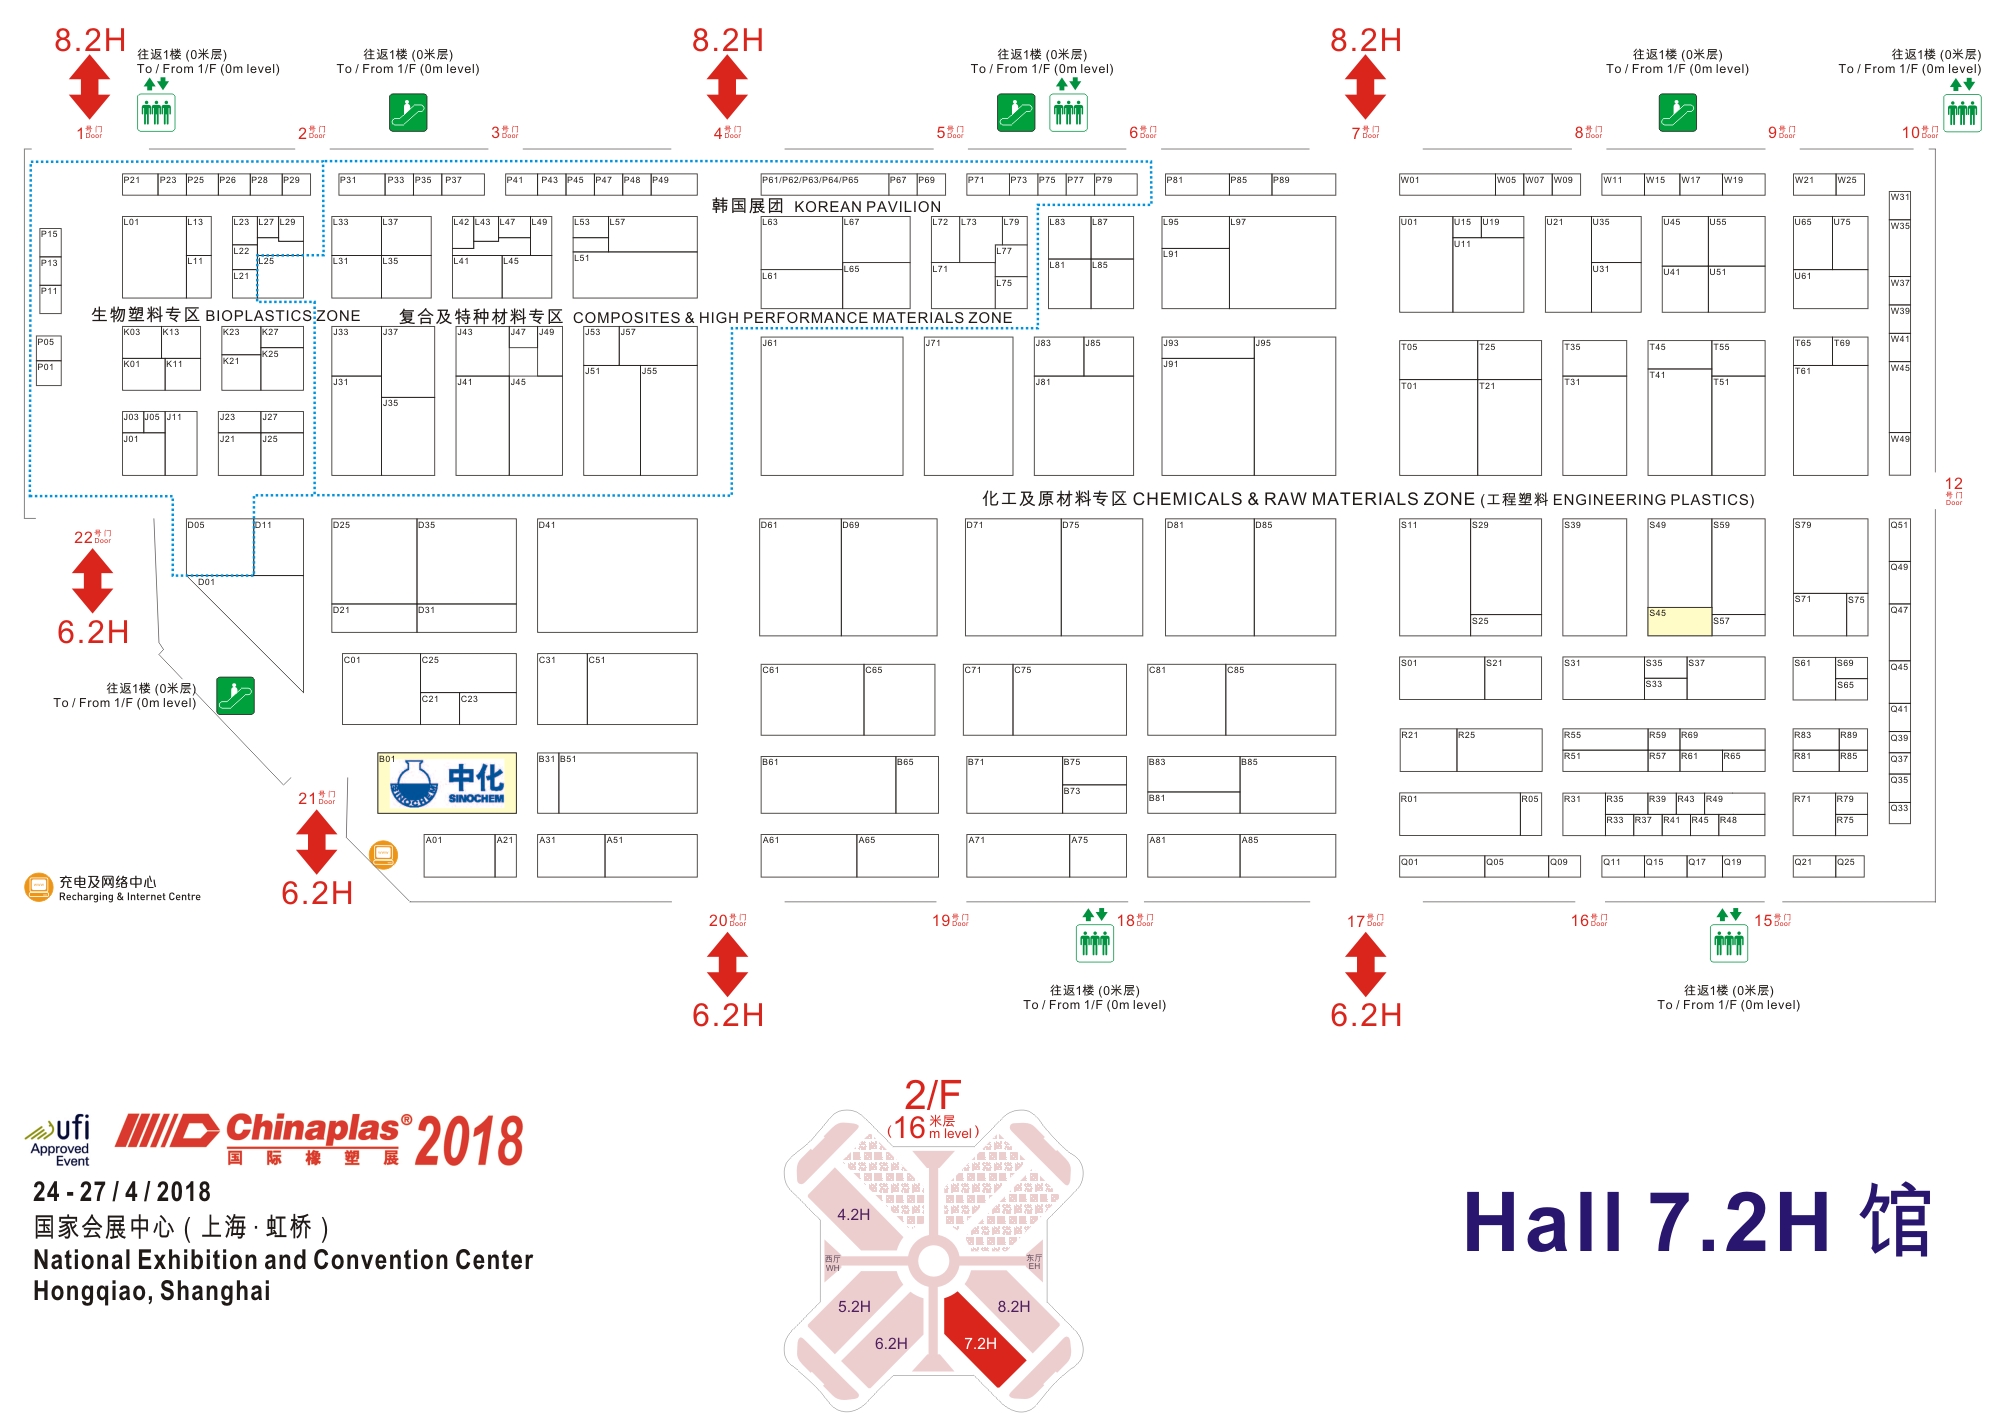 8.2H
往返1楼 (0米层)
To / From 1/F (0m level)
往返1楼 (0米层)
To / From 1/F (0m level)
8.2H
往返1楼 (0米层)
To / From 1/F (0m level)
8.2H
往返1楼 (0米层)
To / From 1/F (0m level)
往返1楼 (0米层)
To / From 1/F (0m level)
1号门 Door
2号门 Door
3号门 Door
4号门 Door
5号门 Door
6号门 Door
7号门 Door
8号门 Door
9号门 Door
10号门 Door
P21 P23 P25 P26 P28 P29
P31 P33 P35 P37
P41 P43 P45 P47 P48 P49
P61/P62/P63/P64/P65 P67 P69
P71 P73 P75 P77 P79
P81 P85 P89
W01 W05 W07 W09
W11 W15 W17 W19
W21 W25
W31
W35
W37
W39
W41
W45
W49
韩国展团 KOREAN PAVILION
P15
P13
P11
P05
P01
L01 L13
L11
L23 L27 L29
L22
L21 L25
L33 L37
L31 L35
L42 L43 L47 L49
L41 L45
L53 L57
L51
L63 L67
L61 L65
L72 L73 L79
L77
L71 L75
L83 L87
L81 L85
L95 L97
L91
U01 U15 U19
U11
U21 U35
U31
U45 U55
U41 U51
U65 U75
U61
生物塑料专区 BIOPLASTICS ZONE
复合及特种材料专区 COMPOSITES & HIGH PERFORMANCE MATERIALS ZONE
K03 K13
K01 K11
K23 K27
K21 K25
J33 J37
J31 J35
J43 J47 J49
J41 J45
J53 J57
J51 J55
J61
J71
J83 J85
J81
J93 J95
J91
T05 T25
T01 T21
T35
T31
T45 T55
T41 T51
T65 T69
T61
J03 J05 J11
J01
J23 J27
J21 J25
化工及原材料专区 CHEMICALS & RAW MATERIALS ZONE (工程塑料 ENGINEERING PLASTICS)
12
号门
Door
22号门 Door
6.2H
D05 D11
D01
D25 D35
D21 D31
D41
D61 D69
D71 D75
D81 D85
S11 S29
S25
S39
S49 S59
S45 S57
S79
S71 S75
Q51
Q49
Q47
Q45
Q41
Q39
Q37
Q35
Q33
往返1楼 (0米层)
To / From 1/F (0m level)
C01 C25
C21 C23
C31 C51
C61 C65
C71 C75
C81 C85
S01 S21
S31 S35 S37
S33
S61 S69
S65
R21 R25
R55 R59 R69
R51 R57 R61 R65
R83 R89
R81 R85
B01
中化
SINOCHEM
SINOCHEM
B31 B51
B61 B65
B71 B75
B73
B83 B85
B81
R01 R05
R31 R35 R39 R43 R49
R33 R37 R41 R45 R48
R71 R79
R75
21号门 Door
6.2H
A01 A21
A31 A51
A61 A65
A71 A75
A81 A85
Q01 Q05 Q09
Q11 Q15 Q17 Q19
Q21 Q25
充电及网络中心
Recharging & Internet Centre
20号门 Door
19号门 Door
18号门 Door
17号门 Door
16号门 Door
15号门 Door
6.2H
往返1楼 (0米层)
To / From 1/F (0m level)
6.2H
往返1楼 (0米层)
To / From 1/F (0m level)
ufi
Approved
Event
Chinaplas® 2018
国际橡塑展
24 - 27 / 4 / 2018
国家会展中心 ( 上海 · 虹桥 )
National Exhibition and Convention Center
Hongqiao, Shanghai
2/F
(16 米层 m level)
4.2H
西厅
WH
东厅
EH
5.2H
8.2H
6.2H
7.2H
Hall 7.2H 馆